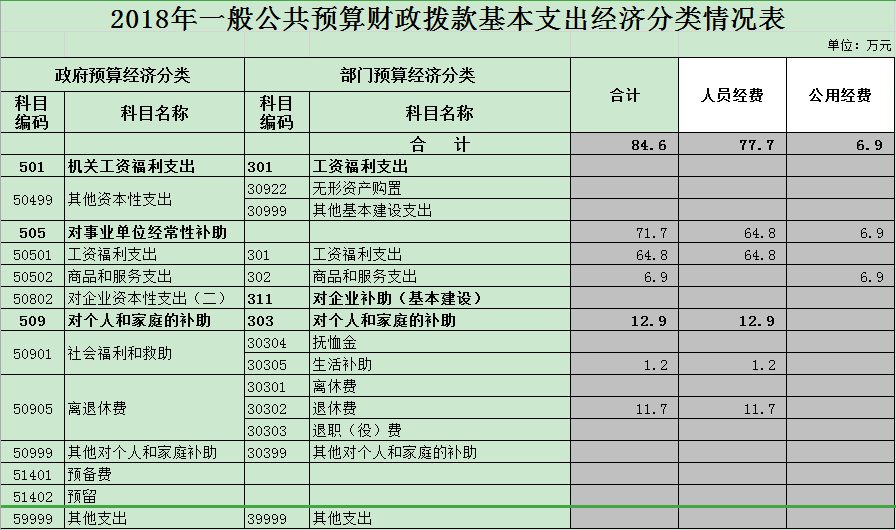 2018年一般公共预算财政拨款基本支出经济分类情况表
单位：万元
政府预算经济分类 部门预算经济分类 合计 人员经费 公用经费
科目编码 科目名称 科目编码 科目名称
合 计 84.6 77.7 6.9
501 机关工资福利支出 301 工资福利支出
50499 其他资本性支出 30922 无形资产购置
30999 其他基本建设支出
505 对事业单位经常性补助 71.7 64.8 6.9
50501 工资福利支出 301 工资福利支出 64.8 64.8
50502 商品和服务支出 302 商品和服务支出 6.9 6.9
50802 对企业资本性支出（二） 311 对企业补助（基本建设）
509 对个人和家庭的补助 303 对个人和家庭的补助 12.9 12.9
50901 社会福利和救助 30304 抚恤金
30305 生活补助 1.2 1.2
50905 离退休费 30301 离休费
30302 退休费 11.7 11.7
30303 退职（役）费
50999 其他对个人和家庭补助 30399 其他对个人和家庭的补助
51401 预备费
51402 预留
59999 其他支出 39999 其他支出